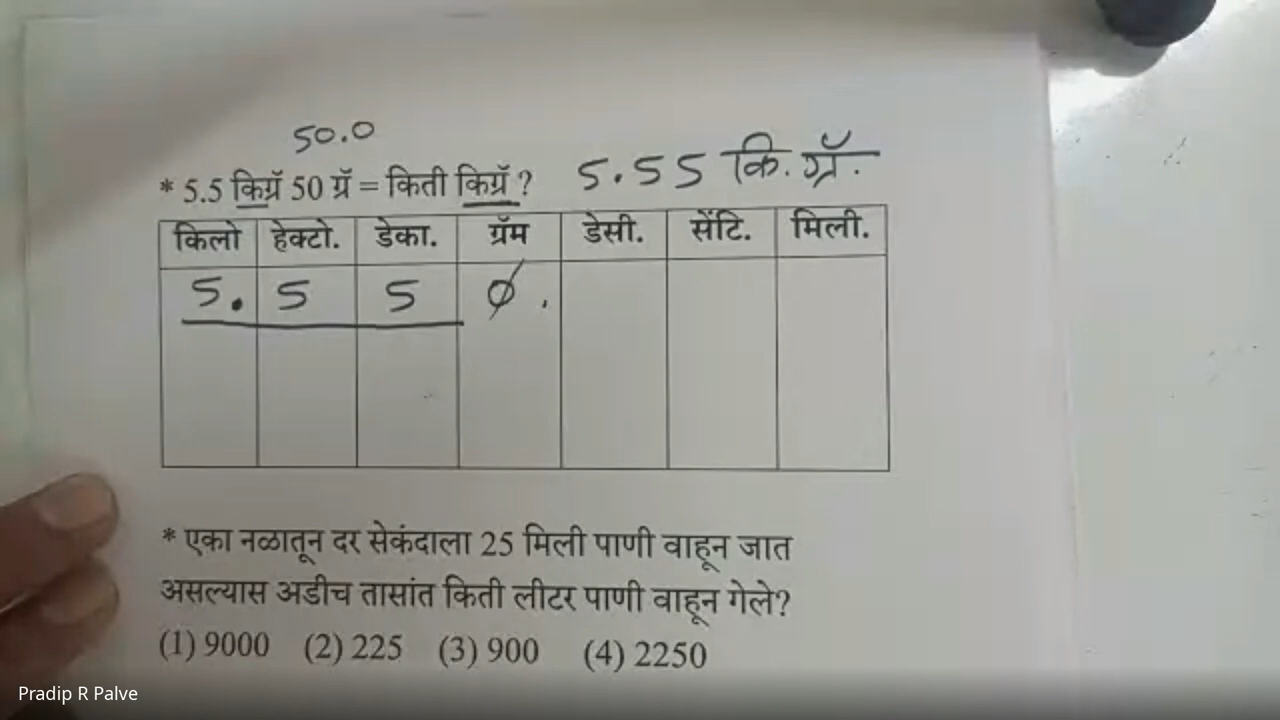 50.0
* 5.5 किग्रॅ 50 ग्रॅ = किती किग्रॅ ? 5.55 कि. ग्रॅ.
किलो हेक्टो. डेका. ग्रॅम डेसी. सेंटि. मिली.
5. 5 5 0 .
* एका नळातून दर सेकंदाला 25 मिली पाणी वाहून जात
असल्यास अडीच तासांत किती लीटर पाणी वाहून गेले?
(1) 9000 (2) 225 (3) 900 (4) 2250
Pradip R Palve